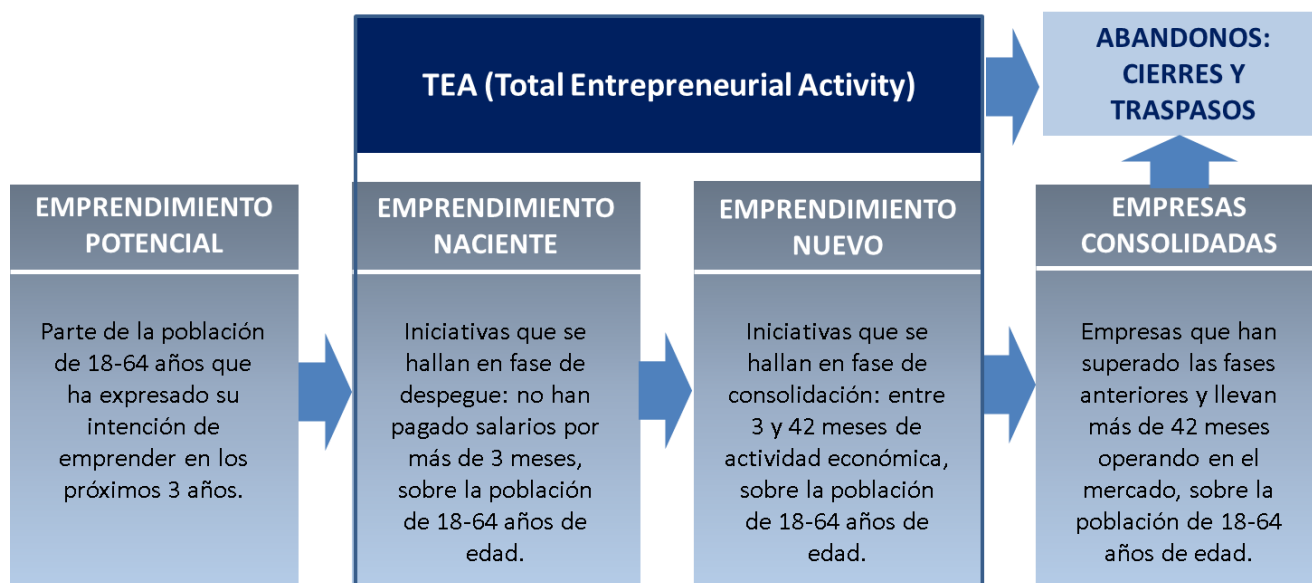 TEA (Total Entrepreneurial Activity)
ABANDONOS:
CIERRES Y
TRASPASOS
EMPRENDIMIENTO
POTENCIAL
Parte de la población
de 18-64 años que
ha expresado su
intención de
emprender en los
próximos 3 años.
EMPRENDIMIENTO
NACIENTE
Iniciativas que se
hallan en fase de
despegue: no han
pagado salarios por
más de 3 meses,
sobre la población
de 18-64 años de
edad.
EMPRENDIMIENTO
NUEVO
Iniciativas que se
hallan en fase de
consolidación: entre
3 y 42 meses de
actividad económica,
sobre la población
de 18-64 años de
edad.
EMPRESAS
CONSOLIDADAS
Empresas que han
superado las fases
anteriores y llevan
más de 42 meses
operando en el
mercado, sobre la
población de 18-64
años de edad.